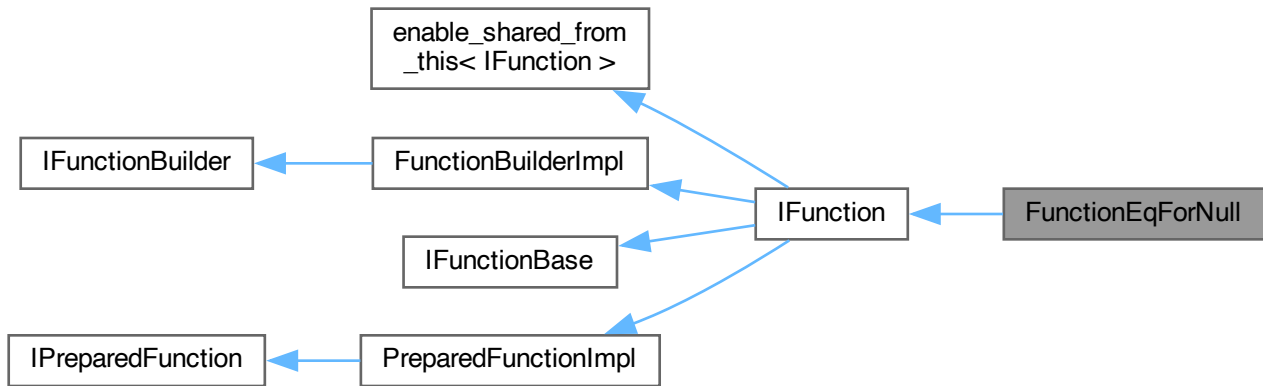 enable_shared_from
_this< IFunction >
IFunctionBuilder
FunctionBuilderImpl
IFunction
FunctionEqForNull
IFunctionBase
IPreparedFunction
PreparedFunctionImpl